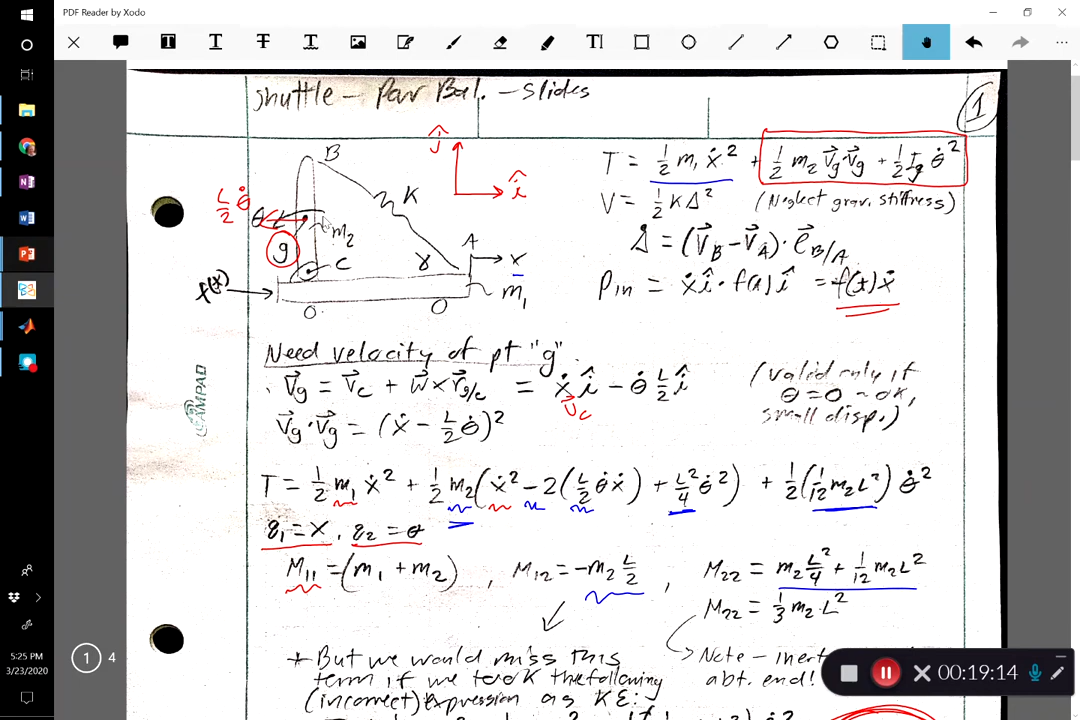 PDF Reader by Xodo
Shuttle - Par Bal. - Slides
1
B
ĵ
î
K
L/2 θ̇
θ
m₂
g
C
γ
A
x
f(t)
m₁
T = ½ m₁ ẋ² + ½ m₂ v⃗g·v⃗g + ½ Ig θ̇²
V = ½ K Δ² (Neglect grav. stiffness)
Δ̇ = (v⃗B - v⃗A) · e⃗B/A
Pin = ẋ î · f(t) î = f(t) ẋ
Need velocity of pt "g"
v⃗g = v⃗c + w⃗ × r⃗g/c = ẋ î - θ̇ L/2 î
v⃗c
(valid only if
θ = 0 - OK,
small disp.)
v⃗g · v⃗g = (ẋ - L/2 θ̇)²
AMPAD
T = ½ m₁ ẋ² + ½ m₂ (ẋ² - 2(L/2 θ̇ẋ) + L²/4 θ̇²) + ½ (1/12 m₂ L²) θ̇²
q₁ = x, q₂ = θ
M₁₁ = (m₁ + m₂), M₁₂ = -m₂ L/2, M₂₂ = m₂ L²/4 + 1/12 m₂ L²
M₂₂ = 1/3 m₂ L²
* But we would miss this
term if we took the following
(incorrect) expression as KE:
Note - inert
abt. end!
1 4
5:25 PM
3/23/2020
00:19:14